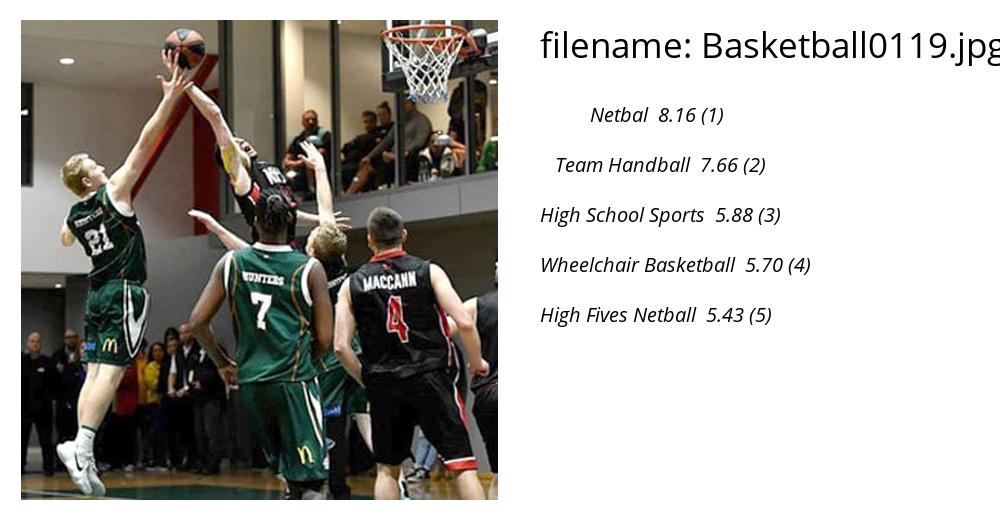 filename: Basketball0119.jpg
Netbal 8.16 (1)
Team Handball 7.66 (2)
High School Sports 5.88 (3)
Wheelchair Basketball 5.70 (4)
High Fives Netball 5.43 (5)
21
HUNTERS
7
MACCANN
4